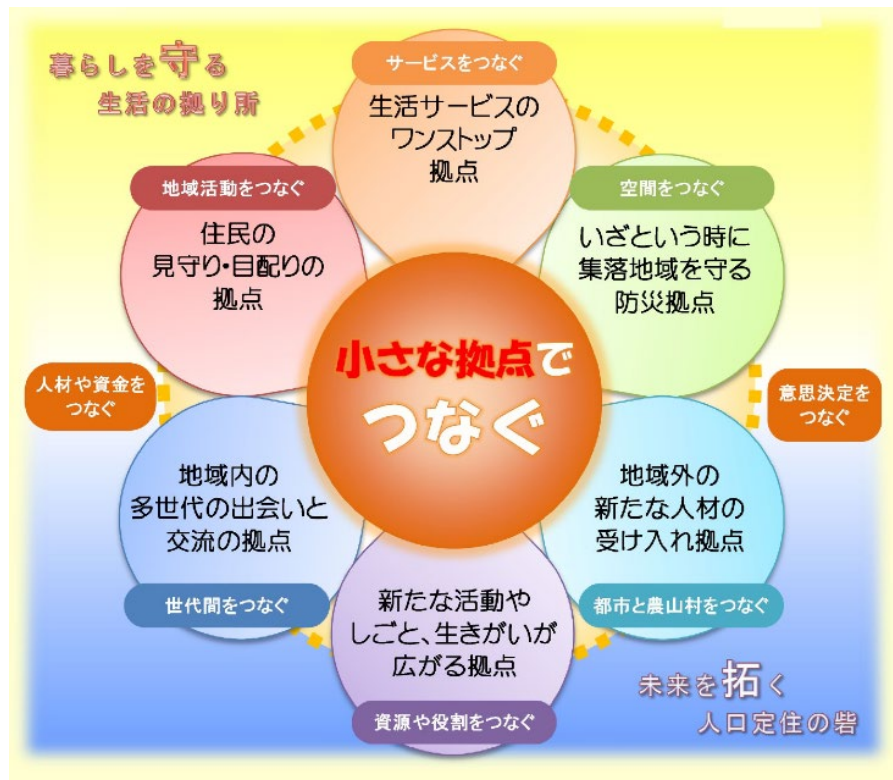 暮らしを守る
生活の拠り所
サービスをつなぐ
生活サービスの
ワンストップ
拠点
地域活動をつなぐ
住民の
見守り・目配りの
拠点
空間をつなぐ
いざという時に
集落地域を守る
防災拠点
小さな拠点で
つなぐ
人材や資金を
つなぐ
意思決定を
つなぐ
地域内の
多世代の出会いと
交流の拠点
世代間をつなぐ
地域外の
新たな人材の
受け入れ拠点
都市と農山村をつなぐ
新たな活動や
しごと、生きがいが
広がる拠点
資源や役割をつなぐ
未来を拓く
人口定住の砦